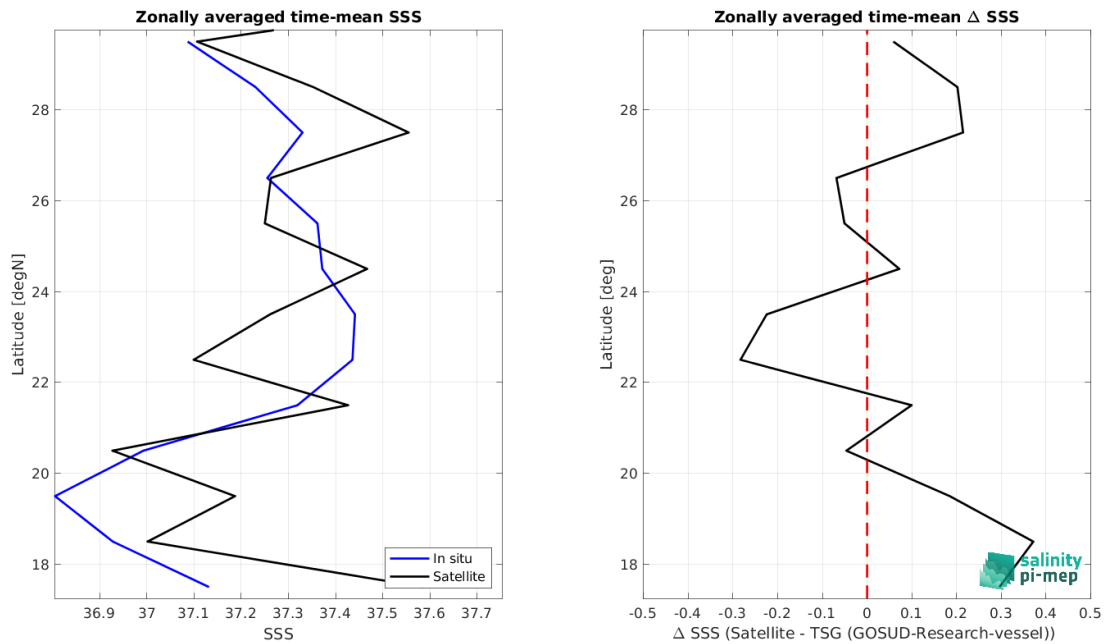 Zonally averaged time-mean SSS
Latitude [degN]
28
26
24
22
20
18
36.9 37 37.1 37.2 37.3 37.4 37.5 37.6 37.7
SSS
In situ
Satellite
Zonally averaged time-mean Δ SSS
Latitude [deg]
28
26
24
22
20
18
-0.5 -0.4 -0.3 -0.2 -0.1 0 0.1 0.2 0.3 0.4 0.5
Δ SSS (Satellite - TSG (GOSUD-Research-vessel))
salinity
pi-mep